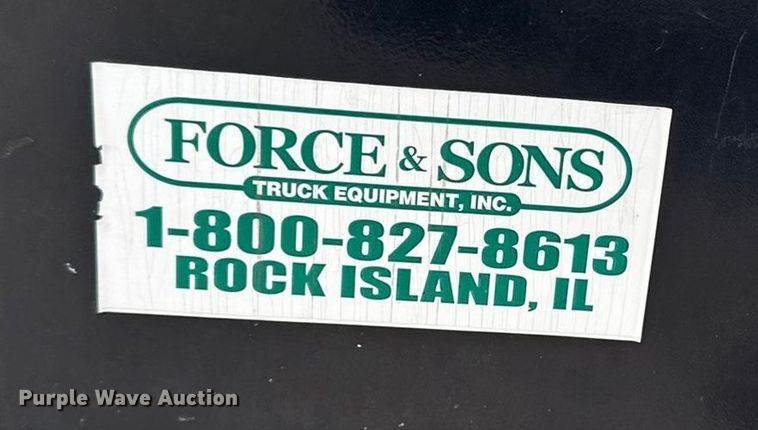 FORCE & SONS
TRUCK EQUIPMENT, INC.
1-800-827-8613
ROCK ISLAND, IL
Purple Wave Auction